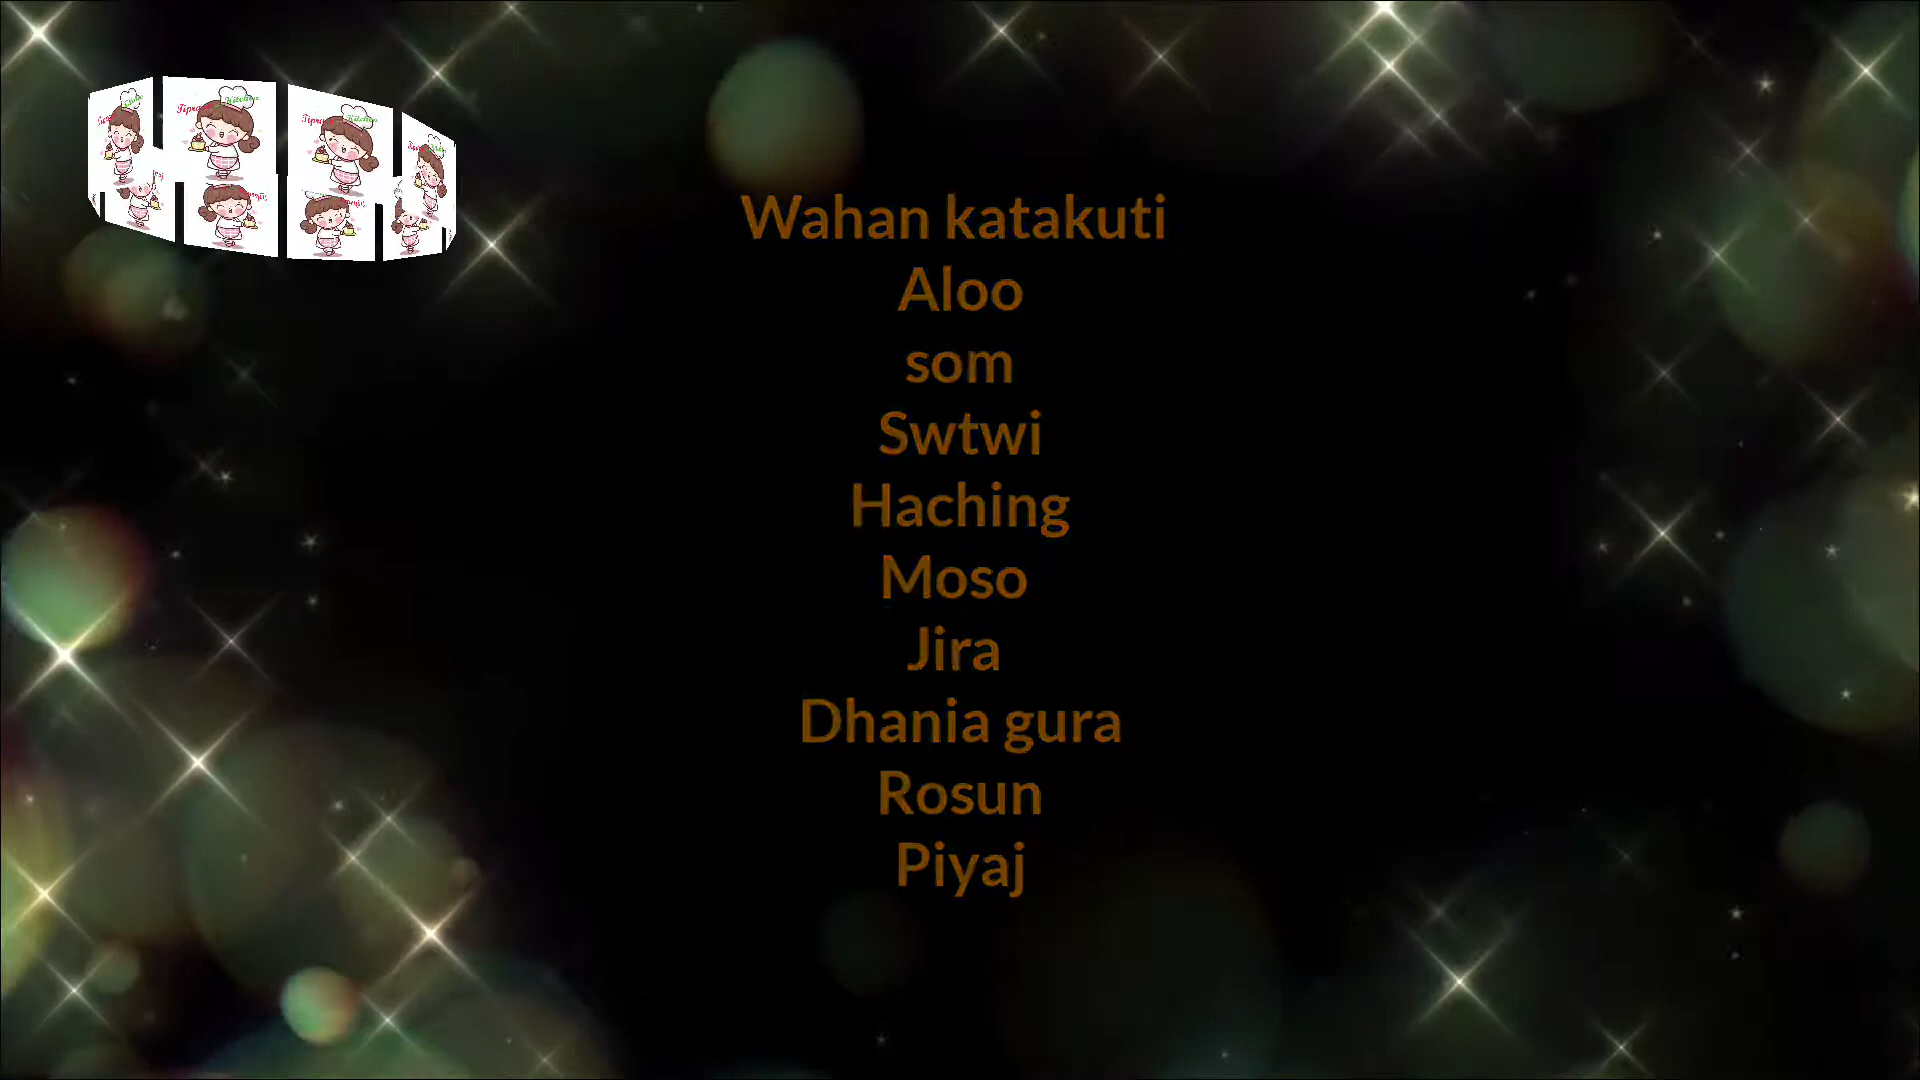 Wahan katakuti
Aloo
som
Swtwi
Haching
Moso
Jira
Dhania gura
Rosun
Piyaj